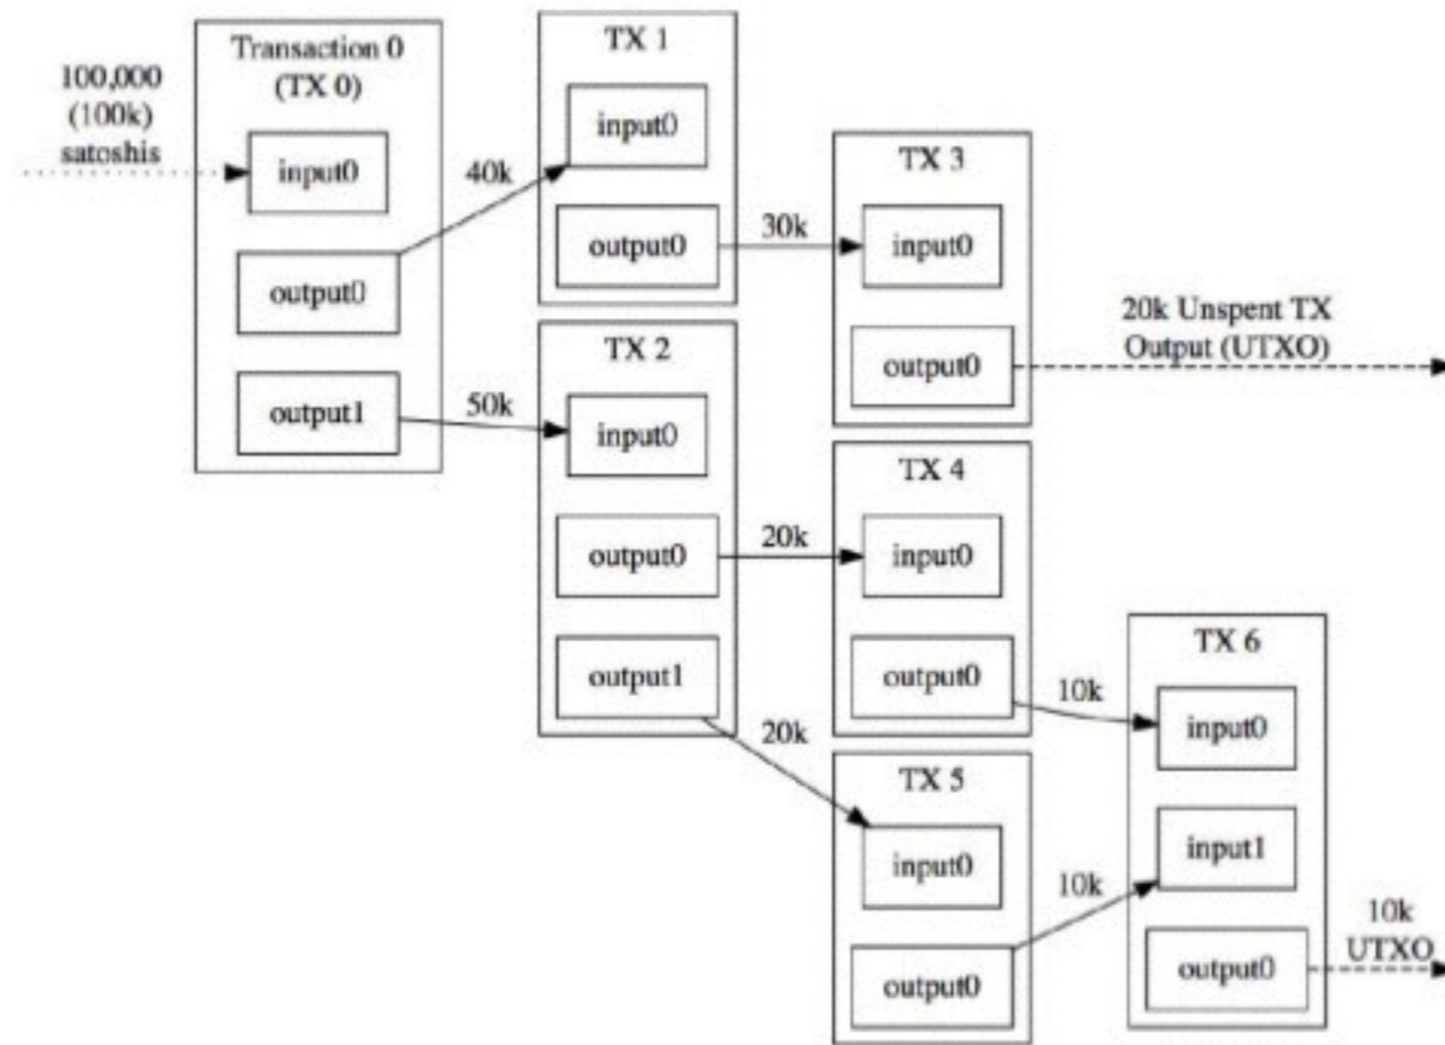 100,000
(100k)
satoshis
Transaction 0
(TX 0)
input0
output0
output1
40k
50k
TX 1
input0
output0
30k
TX 2
input0
output0
output1
20k
20k
TX 3
input0
output0
20k Unspent TX
Output (UTXO)
TX 4
input0
output0
10k
TX 5
input0
output0
10k
TX 6
input0
input1
output0
10k
UTXO